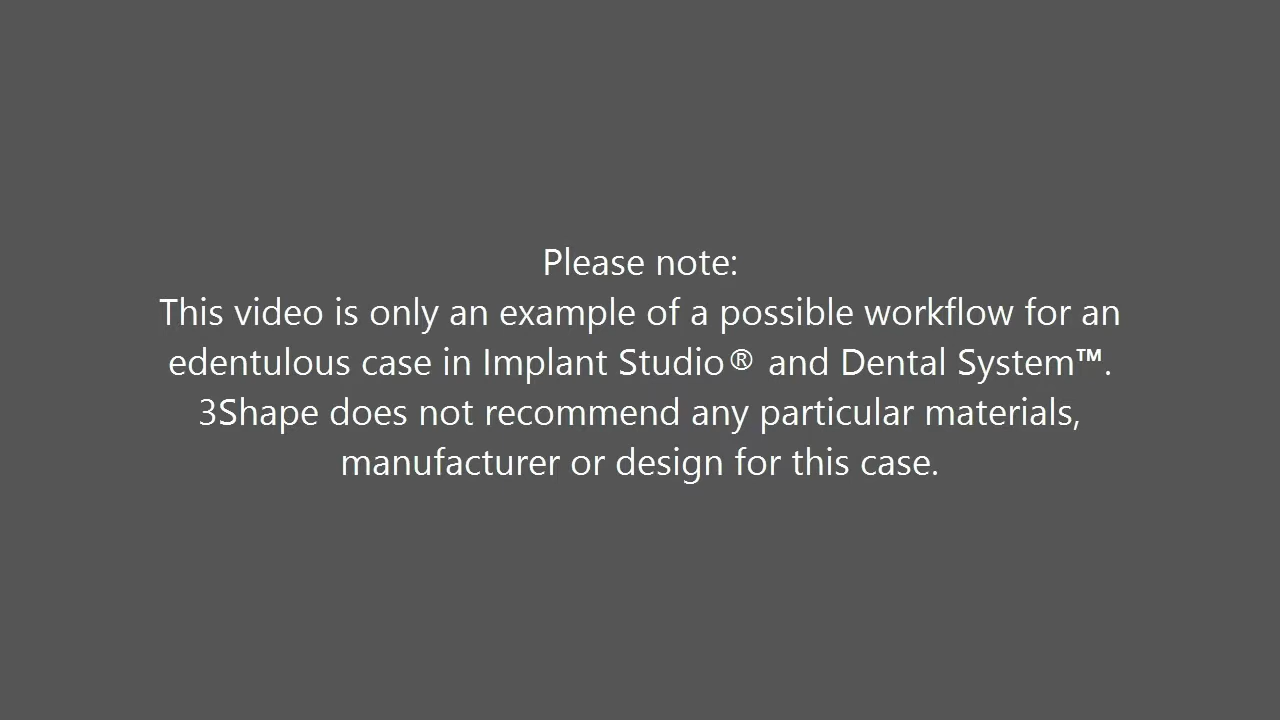 Please note:
This video is only an example of a possible workflow for an
edentulous case in Implant Studio® and Dental System™.
3Shape does not recommend any particular materials,
manufacturer or design for this case.